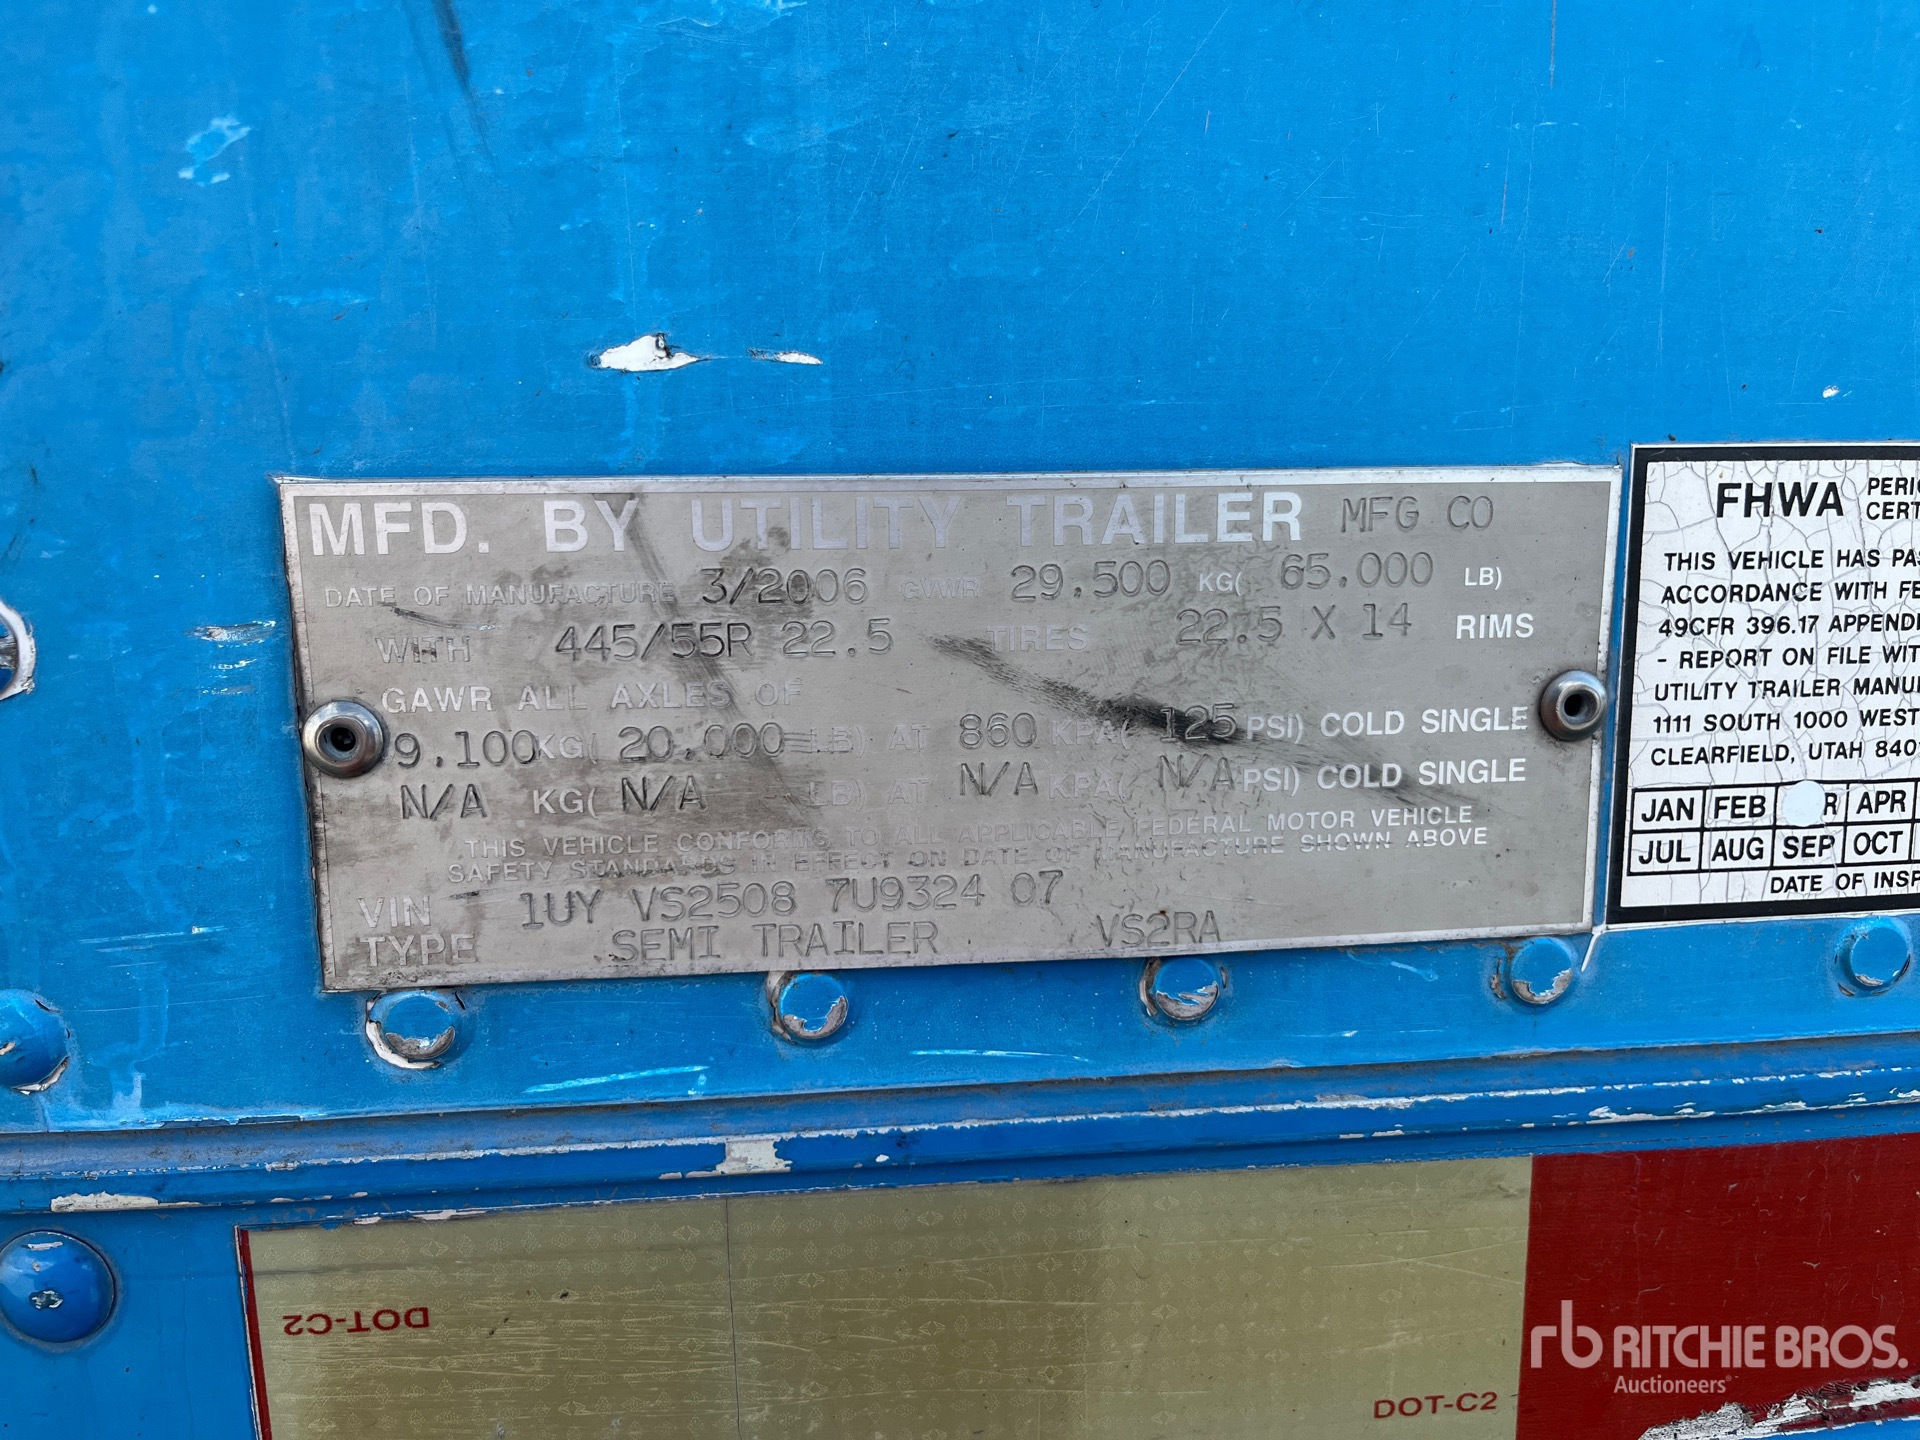 MFD. BY UTILITY TRAILER MFG CO
DATE OF MANUFACTURE 3/2006 GVWR 29.500 KG( 65.000 LB)
WITH 445/55R 22.5 TIRES 22.5 X 14 RIMS
GAWR ALL AXLES OF
9.100 KG( 20.000 LB) AT 860 KPA( 125 PSI) COLD SINGLE
N/A KG( N/A LB) AT N/A KPA( N/A PSI) COLD SINGLE
THIS VEHICLE CONFORMS TO ALL APPLICABLE FEDERAL MOTOR VEHICLE
SAFETY STANDARDS IN EFFECT ON DATE OF MANUFACTURE SHOWN ABOVE
VIN 1UY VS2508 7U9324 07
TYPE SEMI TRAILER VS2RA
FHWA PERI
CERT
THIS VEHICLE HAS PAS
ACCORDANCE WITH FE
49CFR 396.17 APPENDI
- REPORT ON FILE WIT
UTILITY TRAILER MANU
1111 SOUTH 1000 WEST
CLEARFIELD, UTAH 840
JAN FEB R APR
JUL AUG SEP OCT
DATE OF INSP
DOT-C2
DOT-C2
rb RITCHIE BROS.
Auctioneers